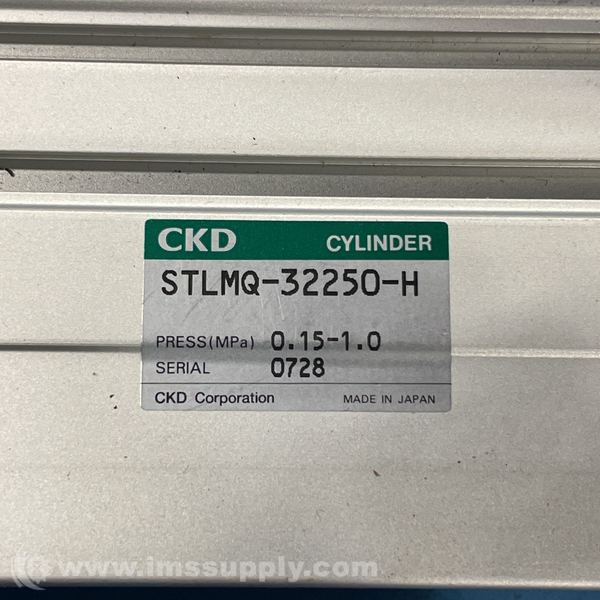 CKD CYLINDER
STLMQ-32250-H
PRESS(MPa) 0.15-1.0
SERIAL 0728
CKD Corporation MADE IN JAPAN
www.imssupply.com